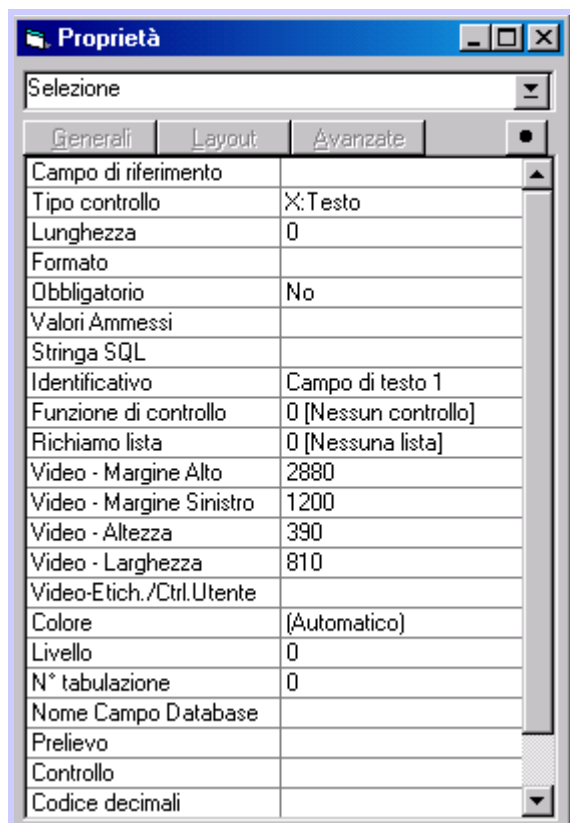 Proprietà
Selezione
Generali Layout Avanzate
Campo di riferimento
Tipo controllo X:Testo
Lunghezza 0
Formato
Obbligatorio No
Valori Ammessi
Stringa SQL
Identificativo Campo di testo 1
Funzione di controllo 0 [Nessun controllo]
Richiamo lista 0 [Nessuna lista]
Video - Margine Alto 2880
Video - Margine Sinistro 1200
Video - Altezza 390
Video - Larghezza 810
Video-Etich./Ctrl.Utente
Colore (Automatico)
Livello 0
N° tabulazione 0
Nome Campo Database
Prelievo
Controllo
Codice decimali